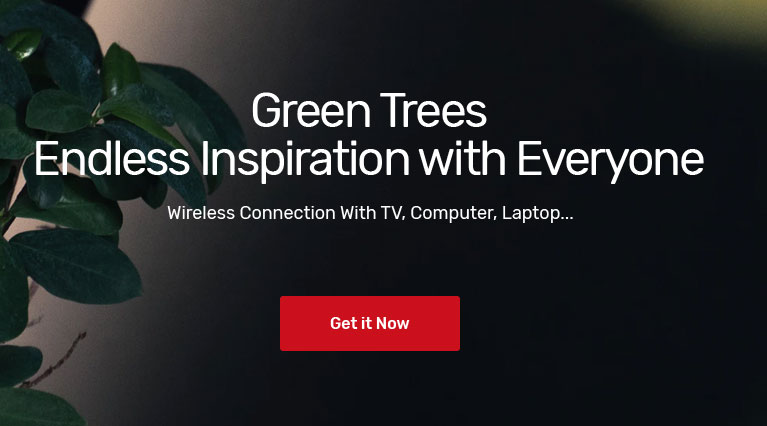 Green Trees
Endless Inspiration with Everyone
Wireless Connection With TV, Computer, Laptop...
Get it Now